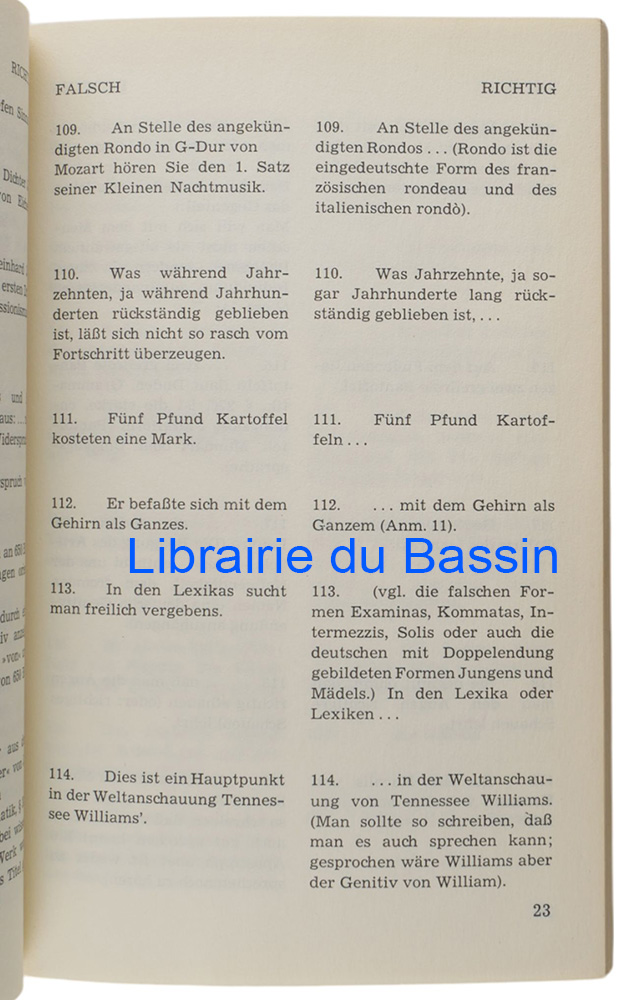 FALSCH
RICHTIG
109. An Stelle des angekün-
digten Rondo in G-Dur von
Mozart hören Sie den 1. Satz
seiner Kleinen Nachtmusik.
109. An Stelle des angekün-
digten Rondos . . . (Rondo ist die
eingedeutschte Form des fran-
zösischen rondeau und des
italienischen rondò).
110. Was während Jahr-
zehnten, ja während Jahrhun-
derten rückständig geblieben
ist, läßt sich nicht so rasch vom
Fortschritt überzeugen.
110. Was Jahrzehnte, ja so-
gar Jahrhunderte lang rück-
ständig geblieben ist, . . .
111. Fünf Pfund Kartoffel
kosteten eine Mark.
111. Fünf Pfund Kartof-
feln . . .
112. Er befaßte sich mit dem
Gehirn als Ganzes.
112. . . . mit dem Gehirn als
Ganzem (Anm. 11).
Librairie du Bassin
113. In den Lexikas sucht
man freilich vergebens.
113. (vgl. die falschen For-
men Examinas, Kommatas, In-
termezzis, Solis oder auch die
deutschen mit Doppelendung
gebildeten Formen Jungens und
Mädels.) In den Lexika oder
Lexiken . . .
114. Dies ist ein Hauptpunkt
in der Weltanschauung Tennes-
see Williams'.
114. . . . in der Weltanschau-
ung von Tennessee Williams.
(Man sollte so schreiben, daß
man es auch sprechen kann;
gesprochen wäre Williams aber
der Genitiv von William).
23